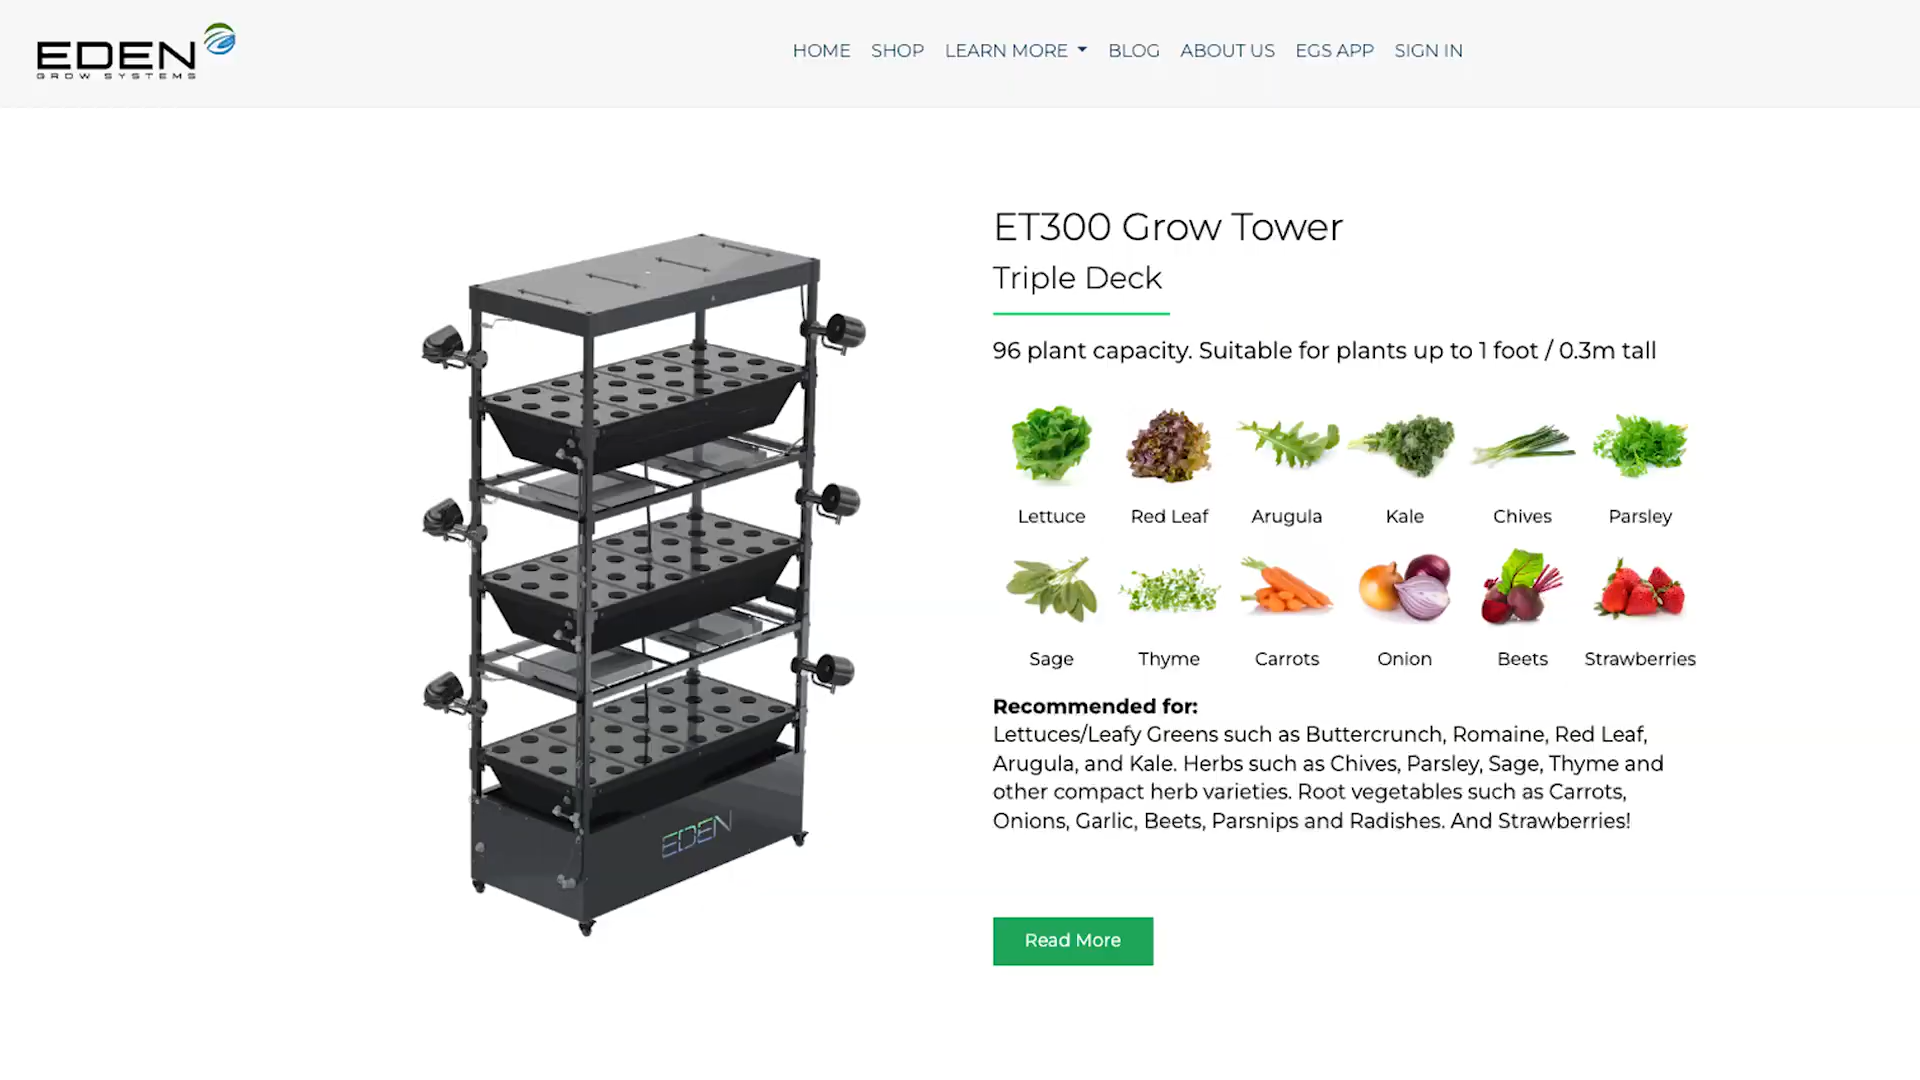 EDEN
GROW SYSTEMS
HOME SHOP LEARN MORE BLOG ABOUT US EGS APP SIGN IN
ET300 Grow Tower
Triple Deck
96 plant capacity. Suitable for plants up to 1 foot / 0.3m tall
Lettuce Red Leaf Arugula Kale Chives Parsley
Sage Thyme Carrots Onion Beets Strawberries
Recommended for:
Lettuces/Leafy Greens such as Buttercrunch, Romaine, Red Leaf,
Arugula, and Kale. Herbs such as Chives, Parsley, Sage, Thyme and
other compact herb varieties. Root vegetables such as Carrots,
Onions, Garlic, Beets, Parsnips and Radishes. And Strawberries!
EDEN
Read More